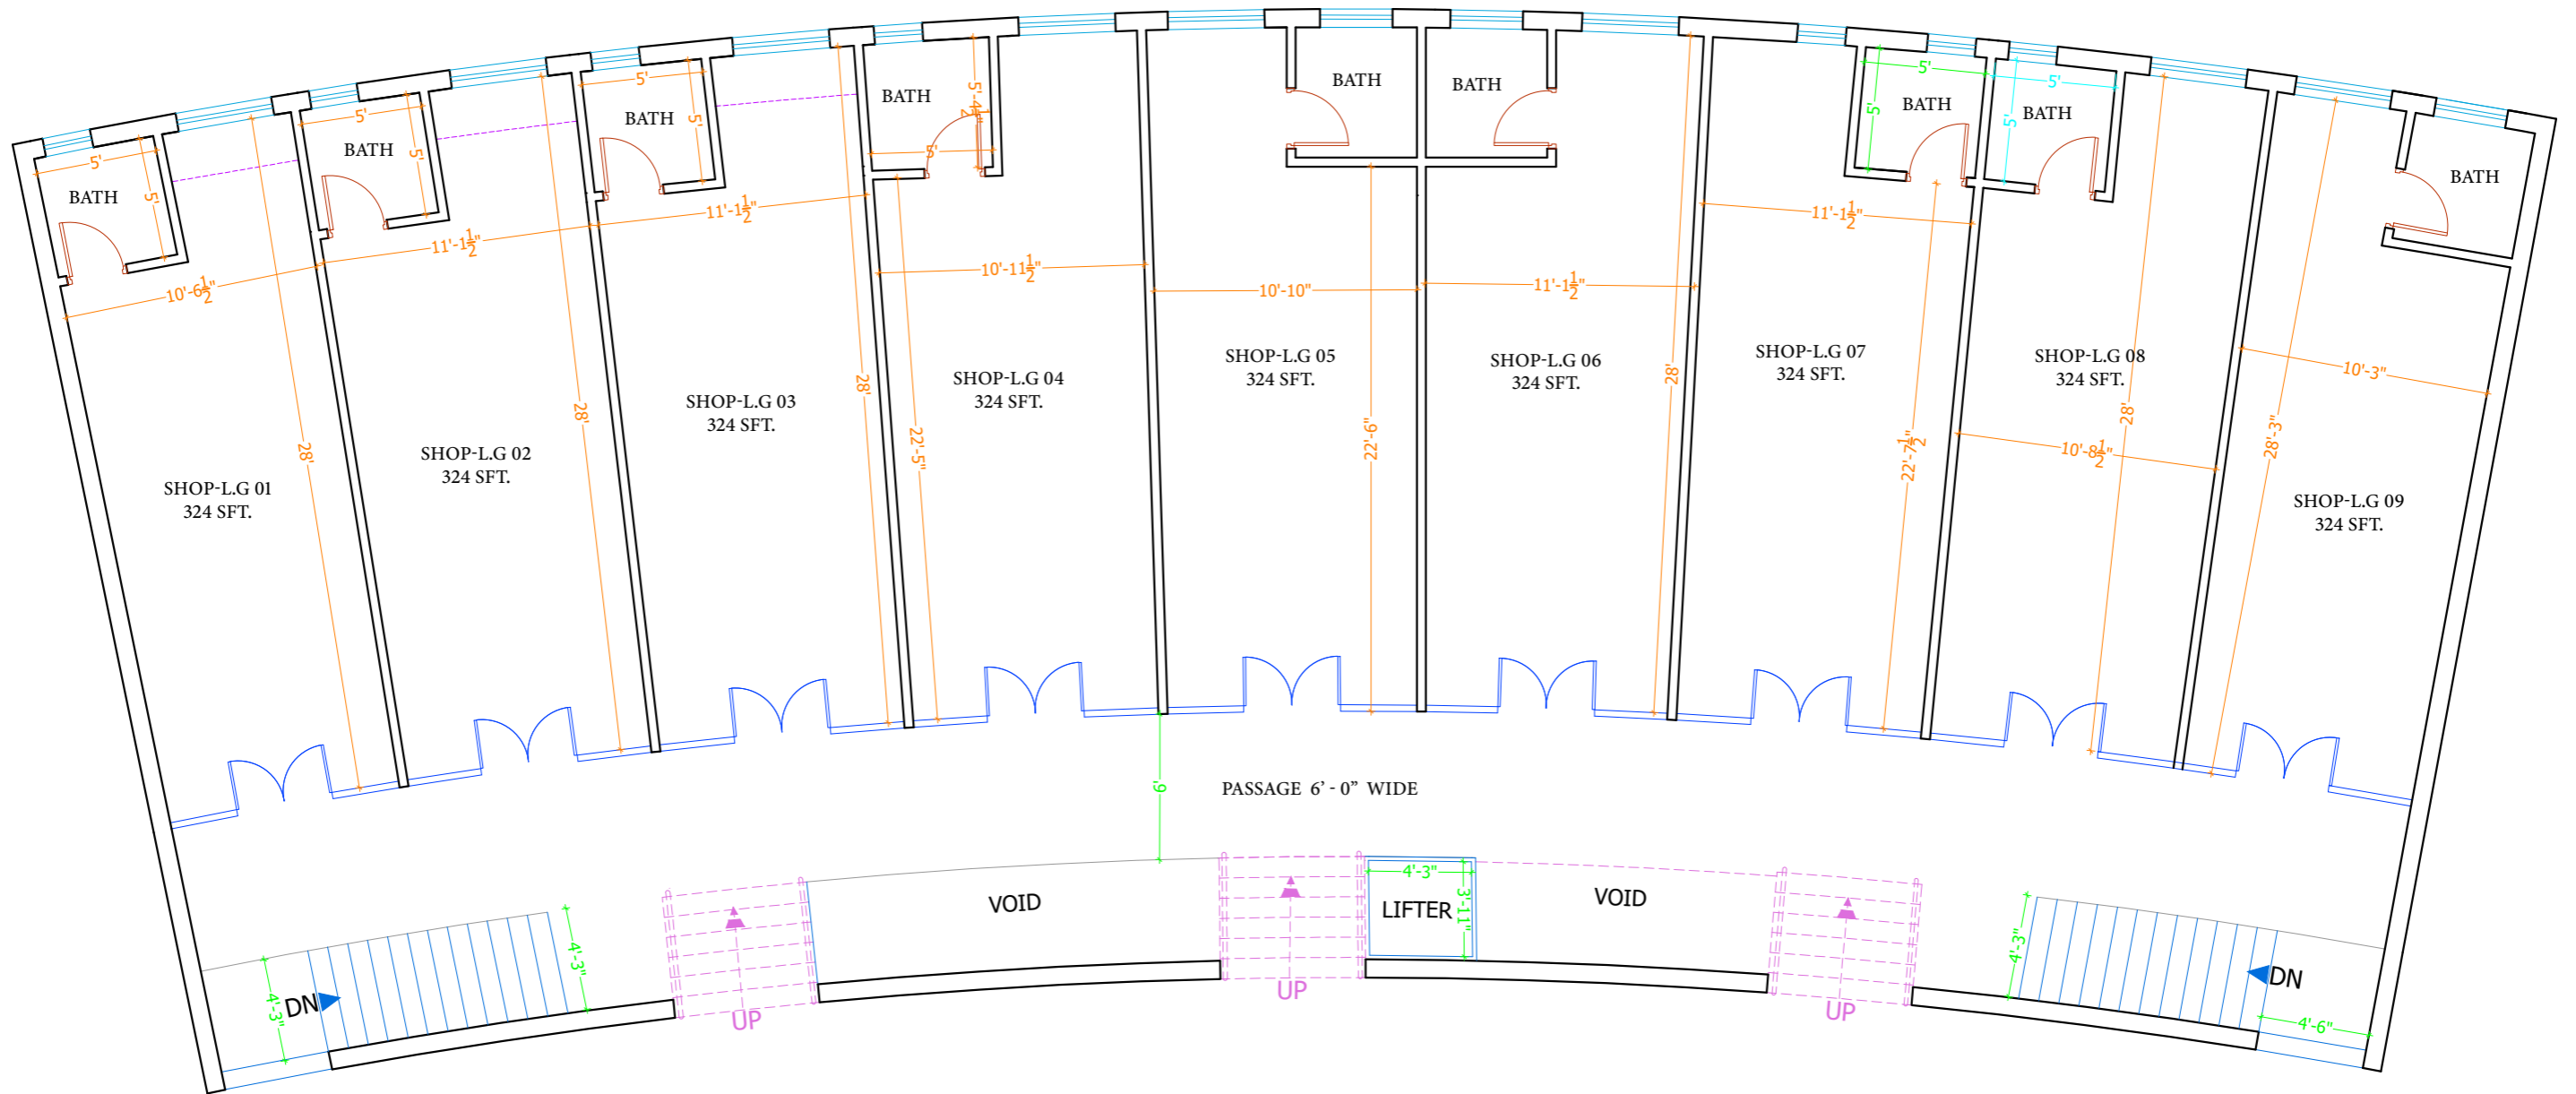 5'
5'
BATH
10'-6½"
28'
SHOP-L.G 01
324 SFT.
5'
5'
BATH
11'-1½"
28'
SHOP-L.G 02
324 SFT.
5'
5'
BATH
11'-1½"
28'
SHOP-L.G 03
324 SFT.
BATH
5'-4½"
5'
10'-11½"
22'-5"
SHOP-L.G 04
324 SFT.
BATH
10'-10"
22'-6"
SHOP-L.G 05
324 SFT.
BATH
11'-1½"
28'
SHOP-L.G 06
324 SFT.
5'
5'
BATH
11'-1½"
22'-7½"
SHOP-L.G 07
324 SFT.
5'
5'
BATH
28'
10'-8½"
SHOP-L.G 08
324 SFT.
BATH
10'-3"
28'-3"
SHOP-L.G 09
324 SFT.
6'
PASSAGE 6' - 0" WIDE
4'-3"
DN
4'-3"
UP
VOID
UP
4'-3"
3'-11"
LIFTER
VOID
UP
4'-3"
DN
4'-6"